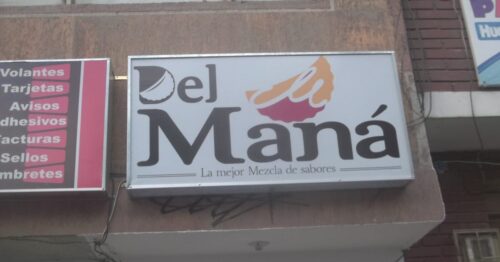 Volantes
Tarjetas
Avisos
dhesivos
acturas
Sellos
mbretes
Del
Maná
La mejor Mezcla de sabores